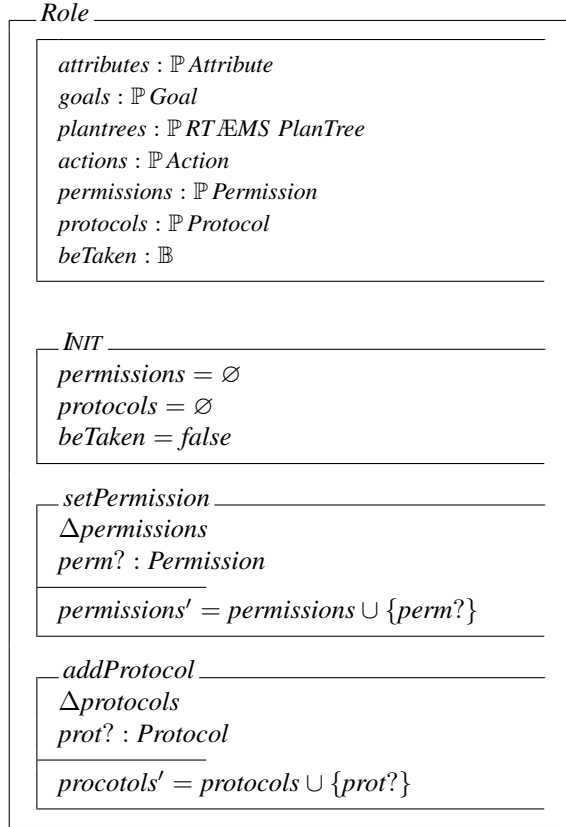 Role
attributes : ℙ Attribute
goals : ℙ Goal
plantrees : ℙ RTÆMS PlanTree
actions : ℙ Action
permissions : ℙ Permission
protocols : ℙ Protocol
beTaken : 𝔹
INIT
permissions = ∅
protocols = ∅
beTaken = false
setPermission
Δpermissions
perm? : Permission
permissions′ = permissions ∪ {perm?}
addProtocol
Δprotocols
prot? : Protocol
procotols′ = protocols ∪ {prot?}